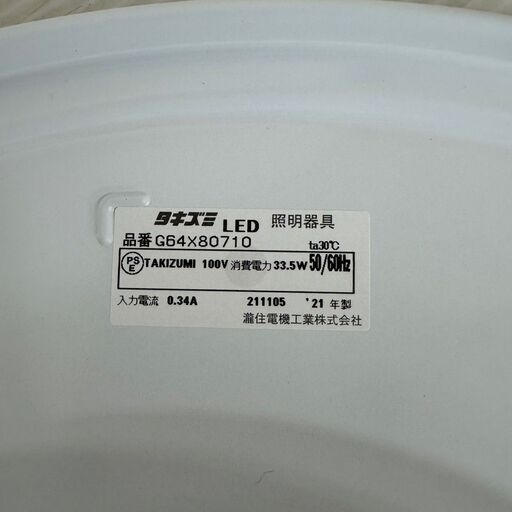 タキズミ LED 照明器具
品番 G64X80710 ta30℃
PS E TAKIZUMI 100V 消費電力 33.5W 50/60Hz
入力電流 0.34A 211105 '21 年製
瀧住電機工業株式会社